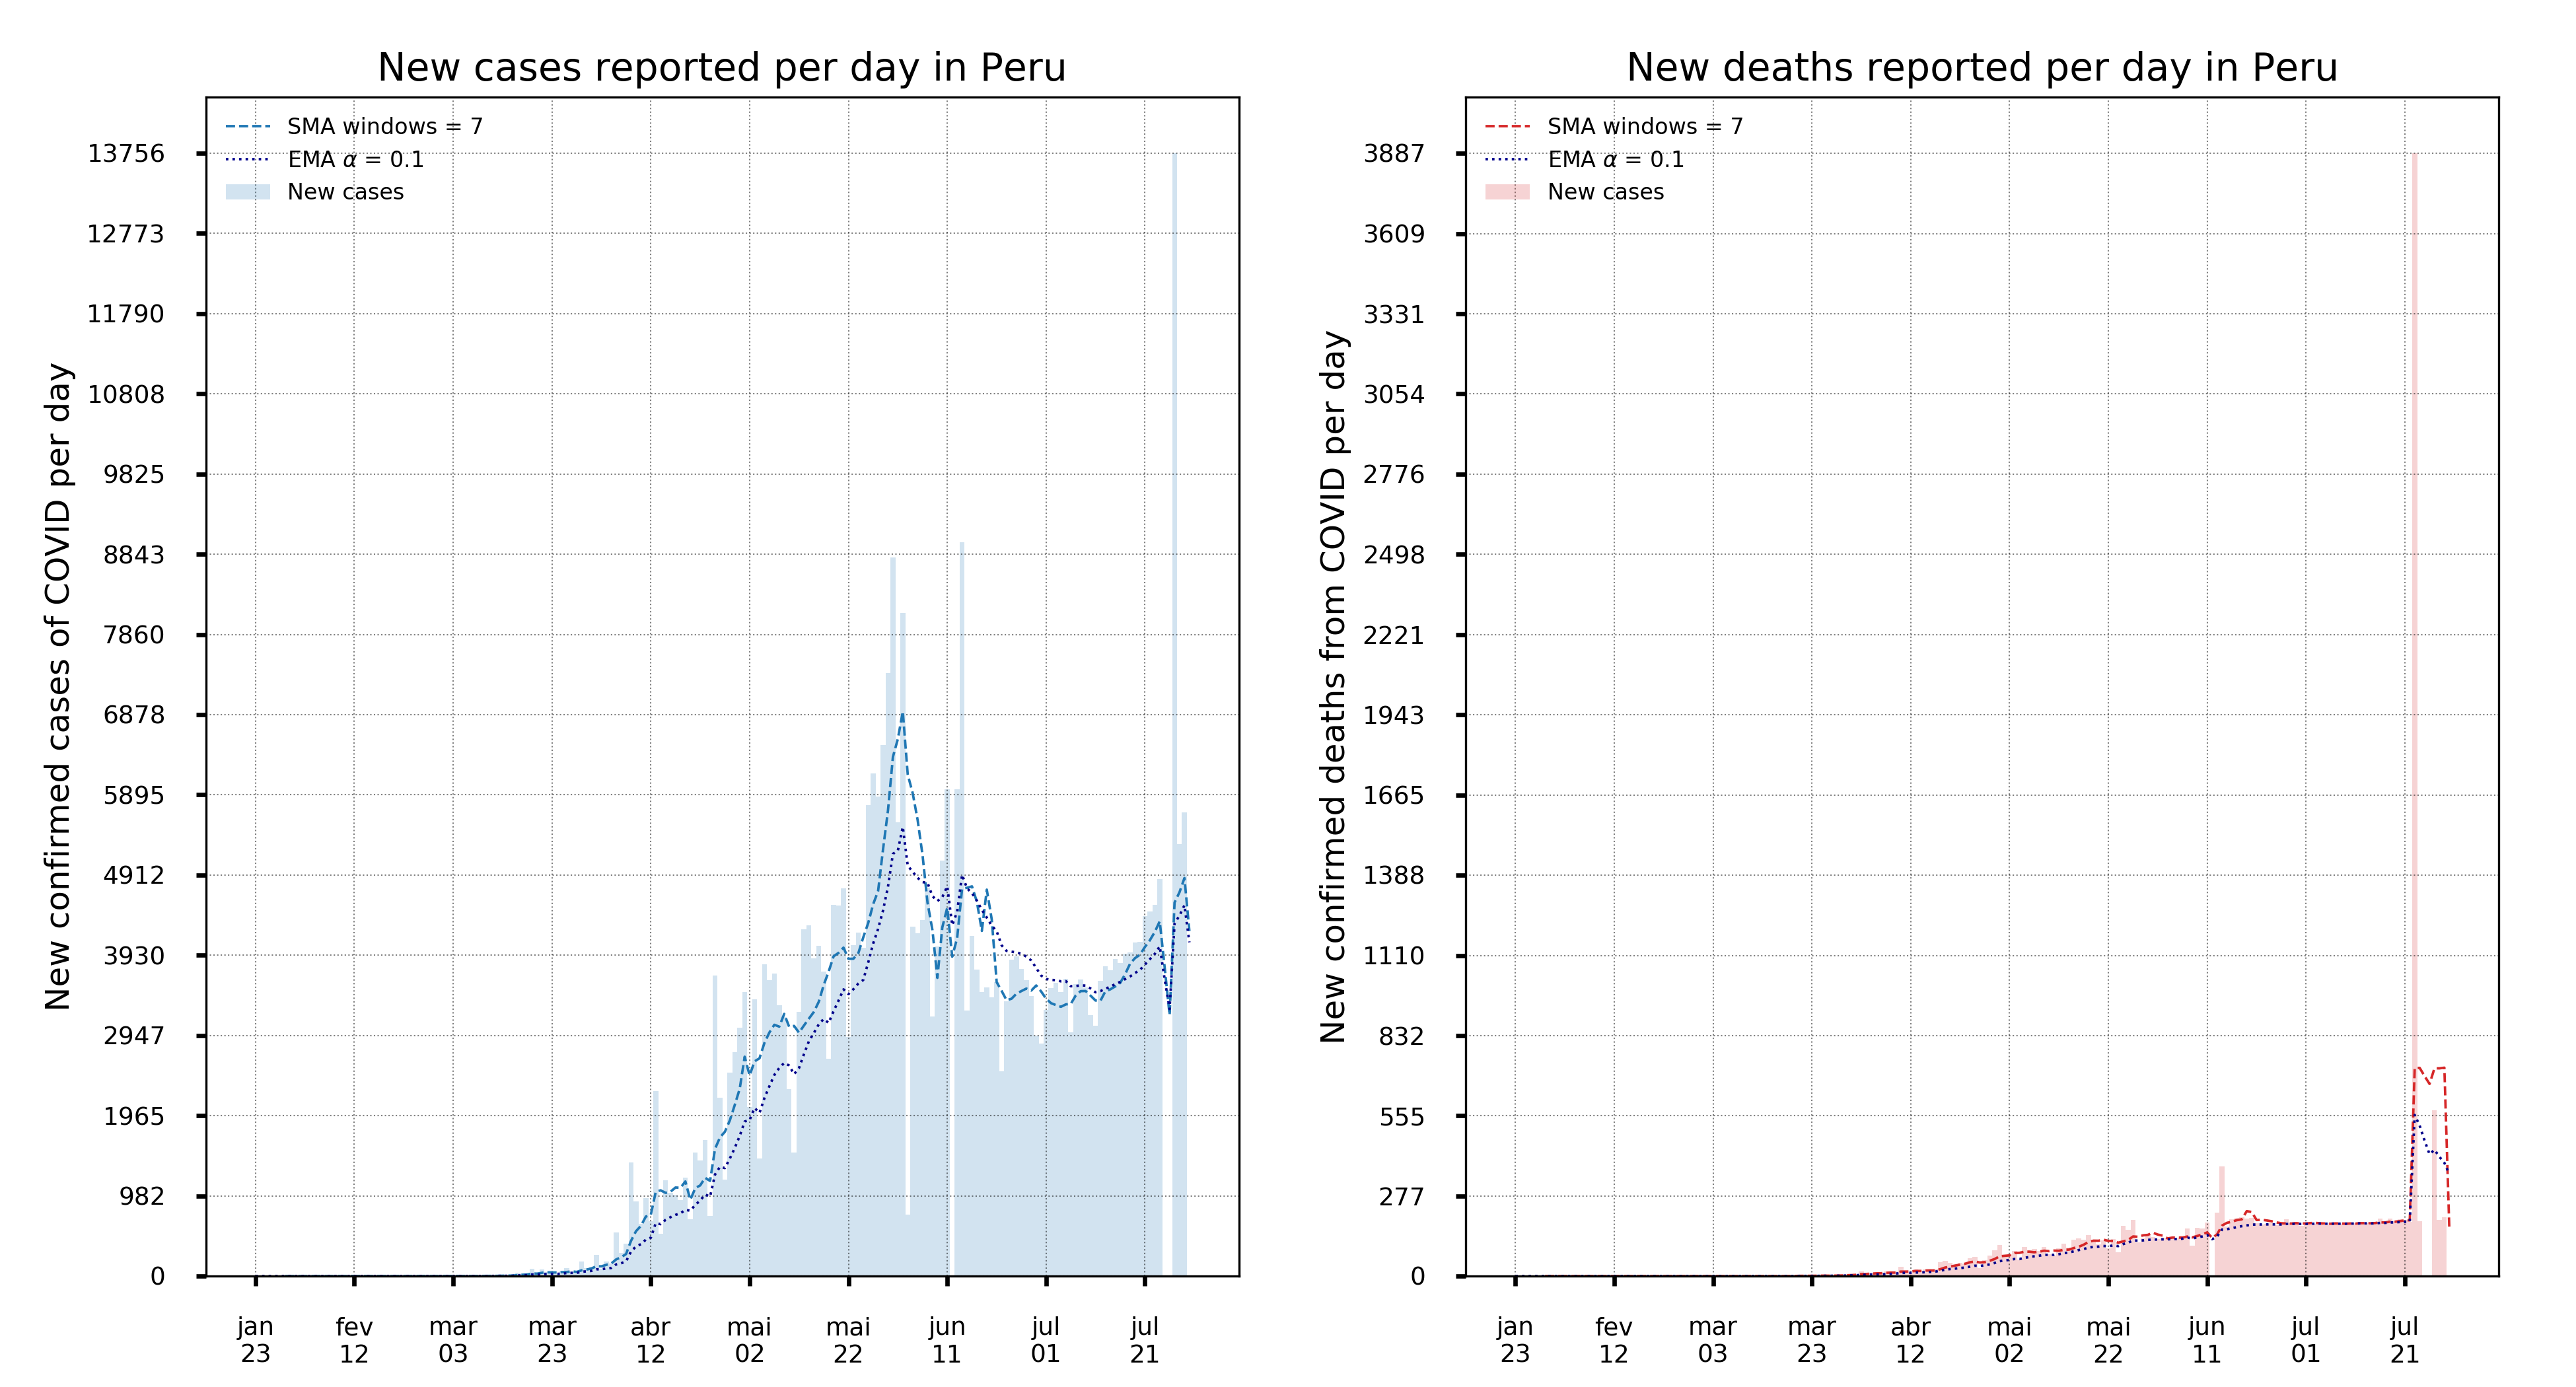 New cases reported per day in Peru
SMA windows = 7
EMA α = 0.1
New cases
New confirmed cases of COVID per day
13756
12773
11790
10808
9825
8843
7860
6878
5895
4912
3930
2947
1965
982
0
jan 23
fev 12
mar 03
mar 23
abr 12
mai 02
mai 22
jun 11
jul 01
jul 21
New deaths reported per day in Peru
SMA windows = 7
EMA α = 0.1
New cases
New confirmed deaths from COVID per day
3887
3609
3331
3054
2776
2498
2221
1943
1665
1388
1110
832
555
277
0
jan 23
fev 12
mar 03
mar 23
abr 12
mai 02
mai 22
jun 11
jul 01
jul 21